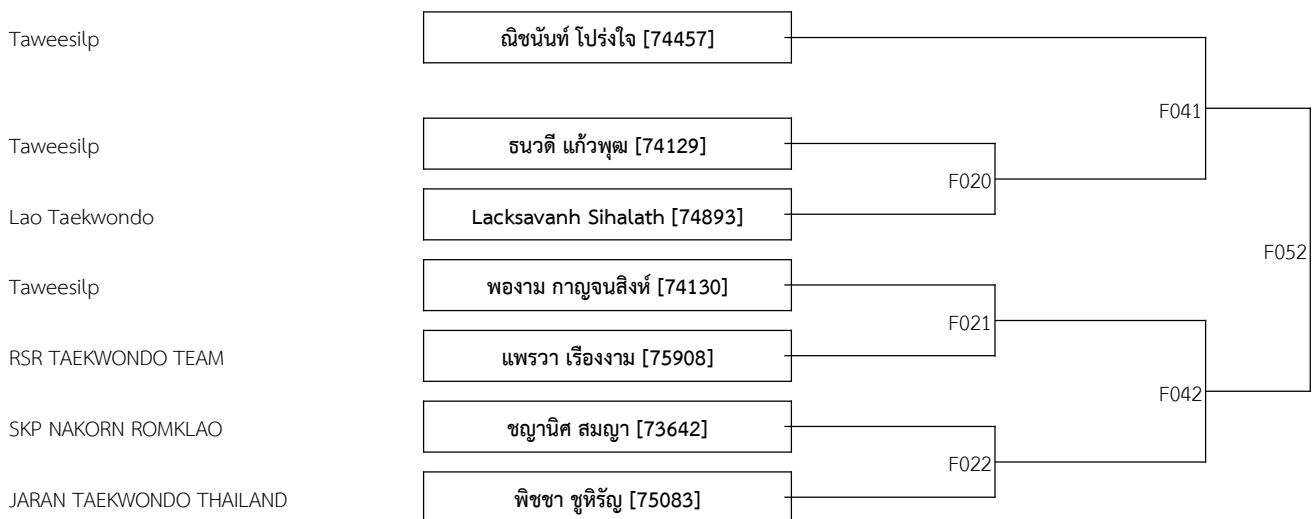 Taweesilp ณิชนันท์ โปร่งใจ [74457]
F041
Taweesilp ธนวดี แก้วพุฒ [74129]
F020
Lao Taekwondo Lacksavanh Sihalath [74893]
F052
Taweesilp พองาม กาญจนสิงห์ [74130]
F021
RSR TAEKWONDO TEAM แพรวา เรืองงาม [75908]
F042
SKP NAKORN ROMKLAO ชญานิศ สมญา [73642]
F022
JARAN TAEKWONDO THAILAND พิชชา ชูหิรัญ [75083]